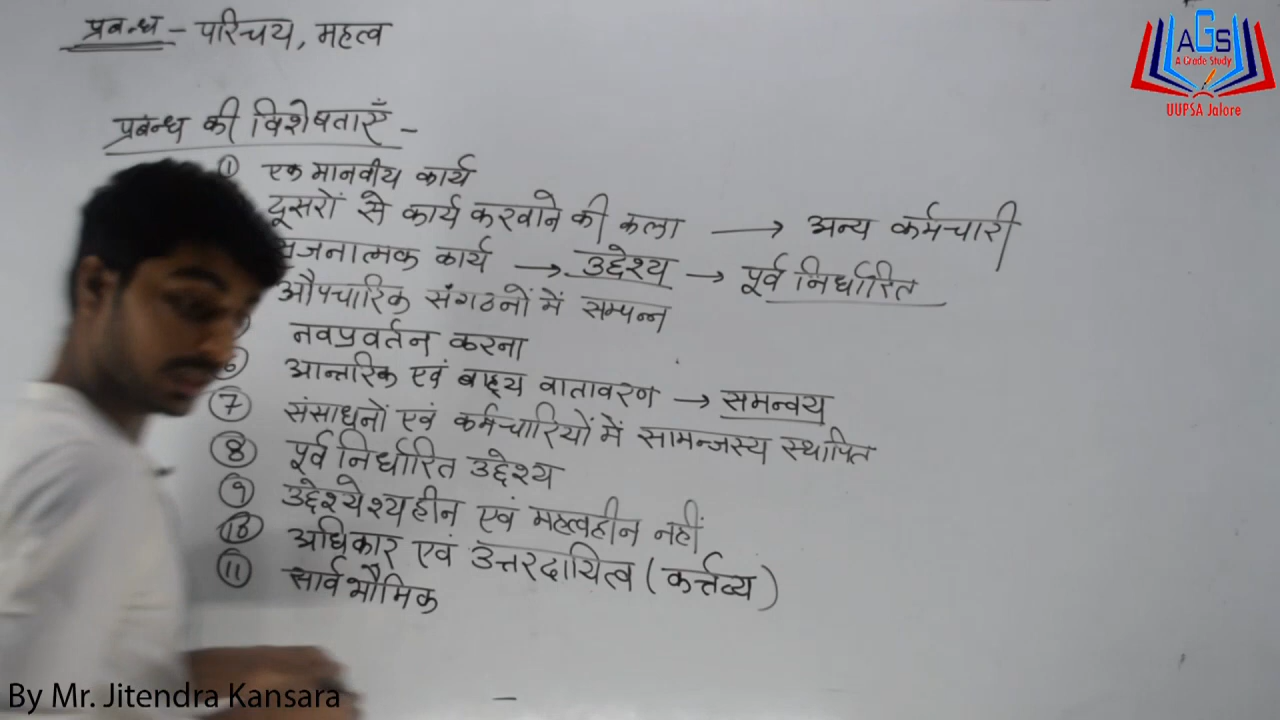 प्रबन्ध - परिचय, महत्व
AGS
A Grade Study
UUPSA Jalore
प्रबन्ध की विशेषताएँ -
① एक मानवीय कार्य
दूसरों से कार्य करवाने की कला → अन्य कर्मचारी
सृजनात्मक कार्य → उद्देश्य → पूर्व निर्धारित
औपचारिक संगठनों में सम्पन्न
नवप्रवर्तन करना
⑥ आन्तरिक एवं बाह्य वातावरण → समन्वय
⑦ संसाधनों एवं कर्मचारियों में सामन्जस्य स्थापित
⑧ पूर्व निर्धारित उद्देश्य
⑨ उद्देश्येश्यहीन एवं महत्वहीन नहीं
⑩ अधिकार एवं उत्तरदायित्व (कर्त्तव्य)
⑪ सार्वभौमिक
By Mr. Jitendra Kansara